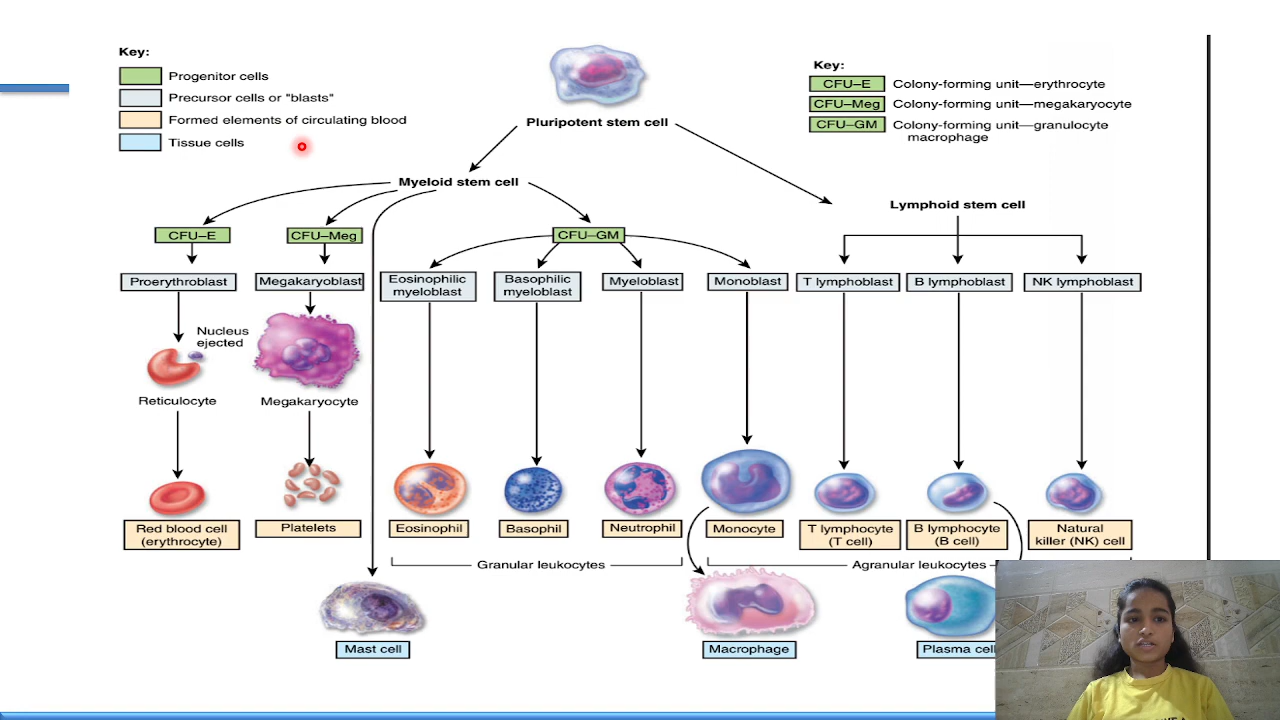 Key:
Progenitor cells
Precursor cells or "blasts"
Formed elements of circulating blood
Tissue cells
Pluripotent stem cell
Key:
CFU–E Colony-forming unit—erythrocyte
CFU–Meg Colony-forming unit—megakaryocyte
CFU–GM Colony-forming unit—granulocyte
macrophage
Myeloid stem cell
Lymphoid stem cell
CFU–E
CFU–Meg
CFU–GM
Proerythroblast
Megakaryoblast
Eosinophilic
myeloblast
Basophilic
myeloblast
Myeloblast
Monoblast
T lymphoblast
B lymphoblast
NK lymphoblast
Nucleus
ejected
Reticulocyte
Megakaryocyte
Red blood cell
(erythrocyte)
Platelets
Eosinophil
Basophil
Neutrophil
Monocyte
T lymphocyte
(T cell)
B lymphocyte
(B cell)
Natural
killer (NK) cell
Granular leukocytes
Agranular leukocytes
Mast cell
Macrophage
Plasma cell